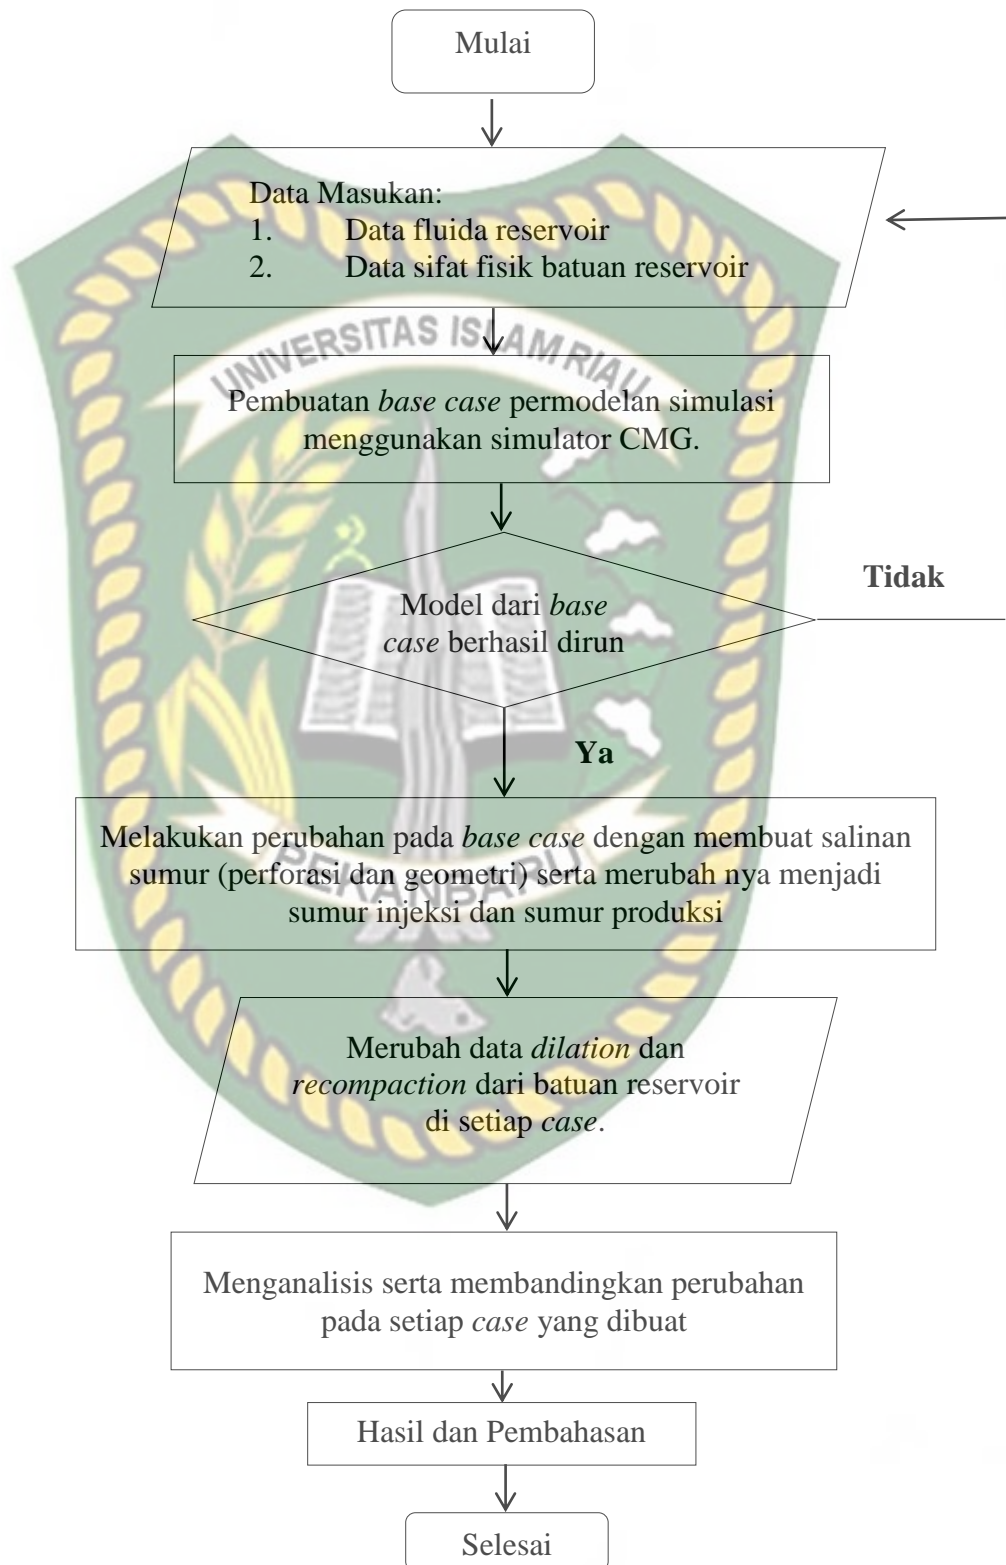 Mulai
Data Masukan:
1. Data fluida reservoir
2. Data sifat fisik batuan reservoir
UNIVERSITAS ISLAM RIAU
Pembuatan base case permodelan simulasi
menggunakan simulator CMG.
Model dari base
case berhasil dirun
Tidak
Ya
Melakukan perubahan pada base case dengan membuat salinan
sumur (perforasi dan geometri) serta merubah nya menjadi
sumur injeksi dan sumur produksi
PEKANBARU
Merubah data dilation dan
recompaction dari batuan reservoir
di setiap case.
Menganalisis serta membandingkan perubahan
pada setiap case yang dibuat
Hasil dan Pembahasan
Selesai